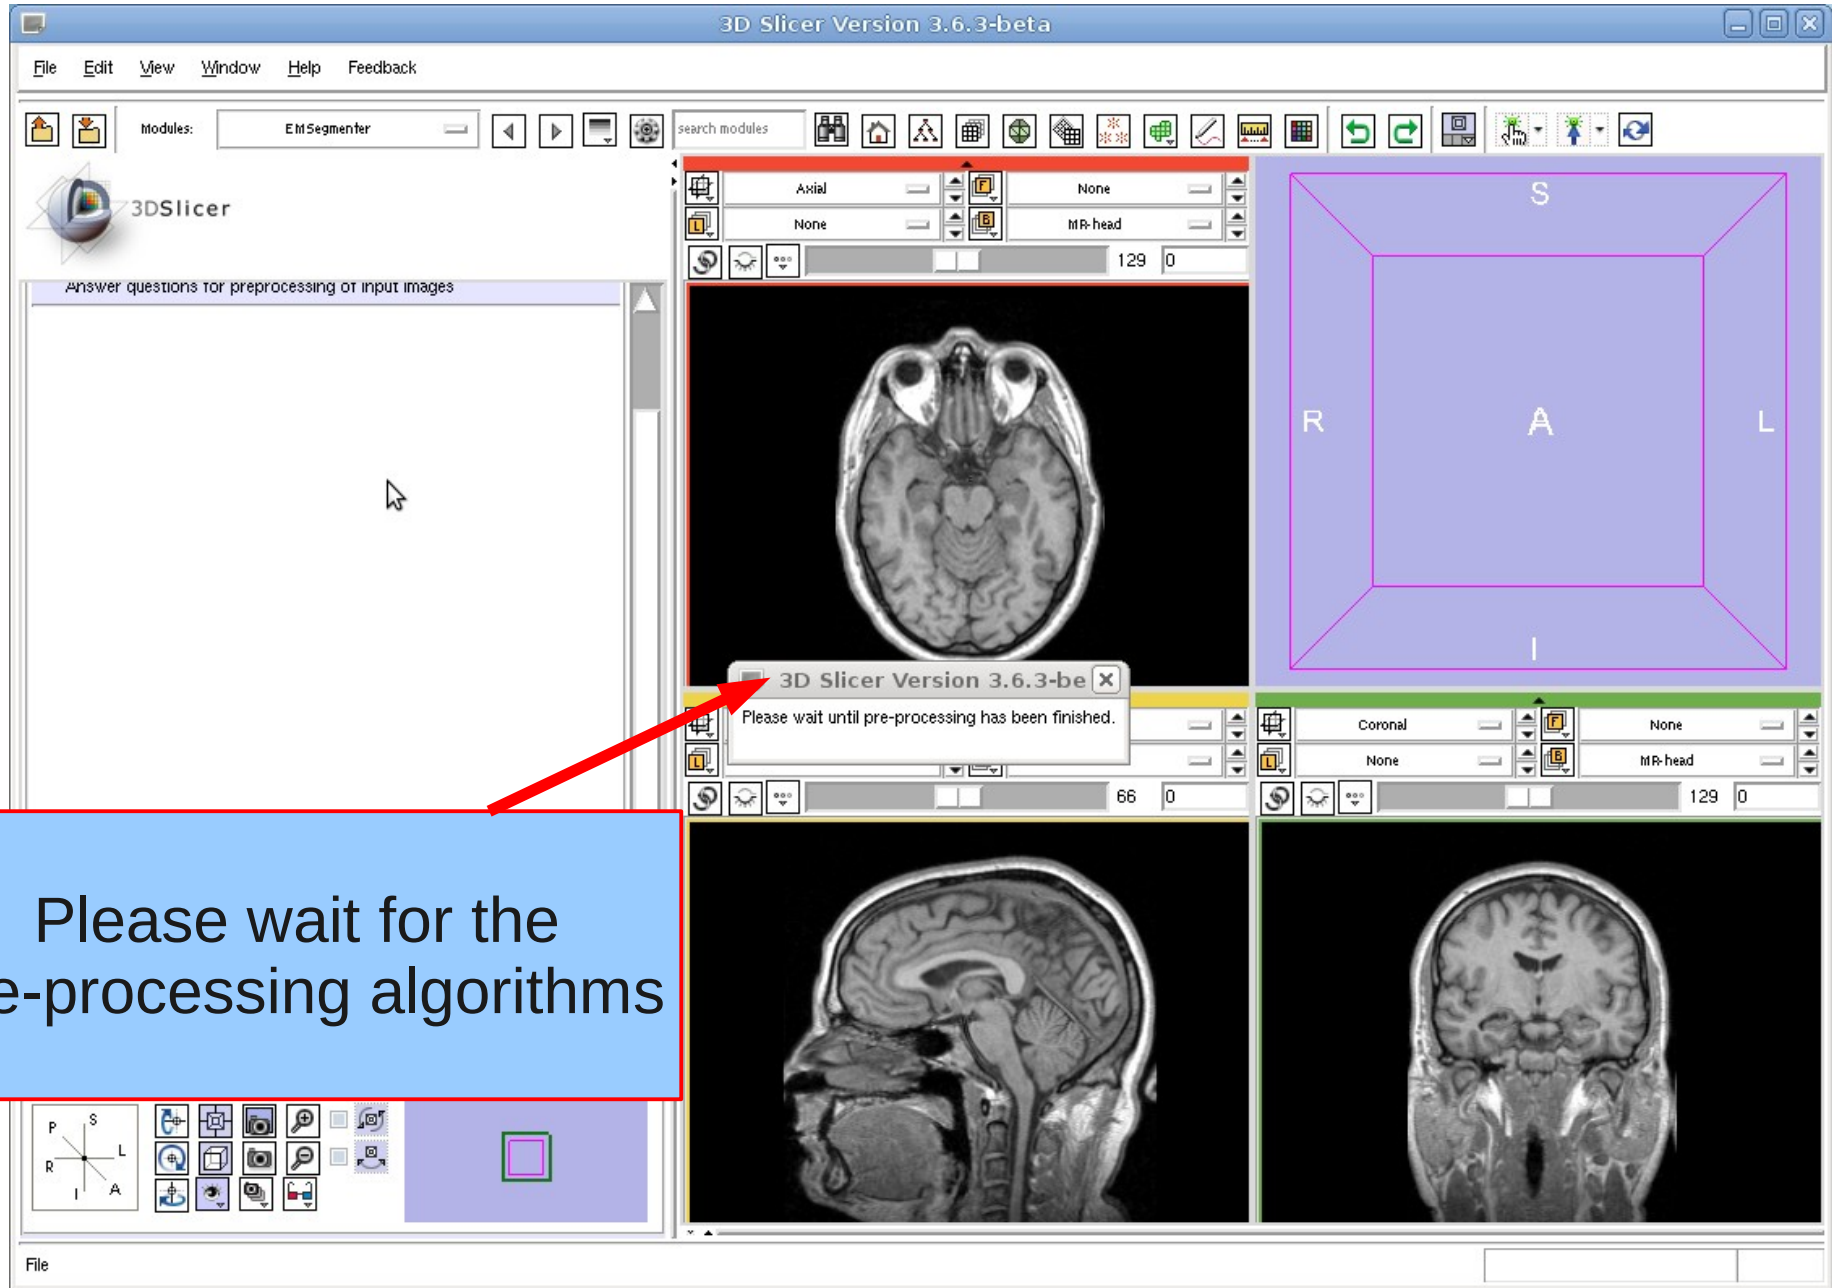 3D Slicer Version 3.6.3-beta
File Edit View Window Help Feedback
Modules: EMSegmenter search modules
3DSlicer
Answer questions for preprocessing of input images
Axial None
None MR-head
129 0
S
R A L
I
3D Slicer Version 3.6.3-be
Please wait until pre-processing has been finished.
66 0
Coronal None
None MR-head
129 0
Please wait for the
e-processing algorithms
P S
R L
I A
File